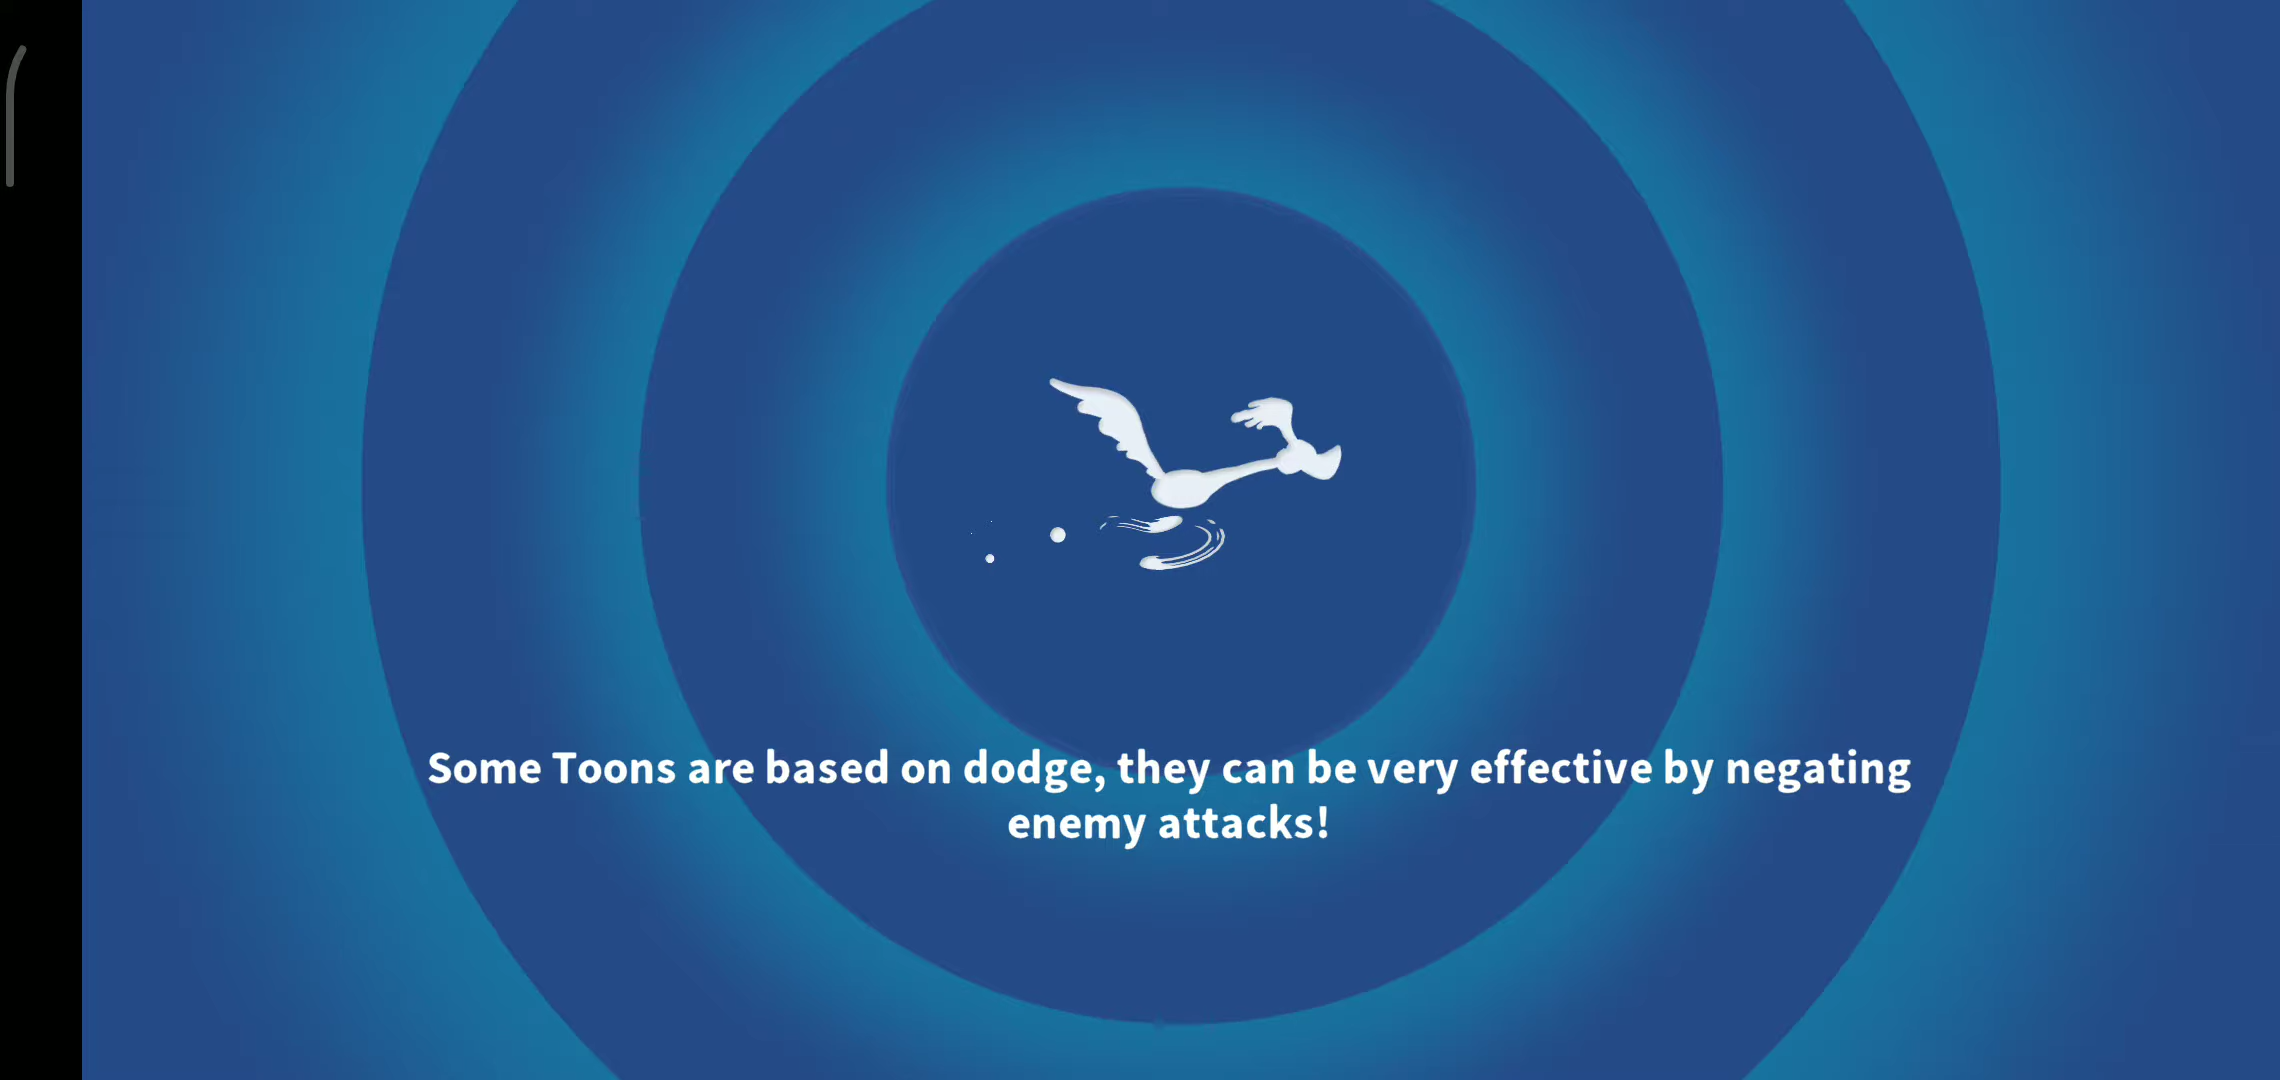 Some Toons are based on dodge, they can be very effective by negating
enemy attacks!